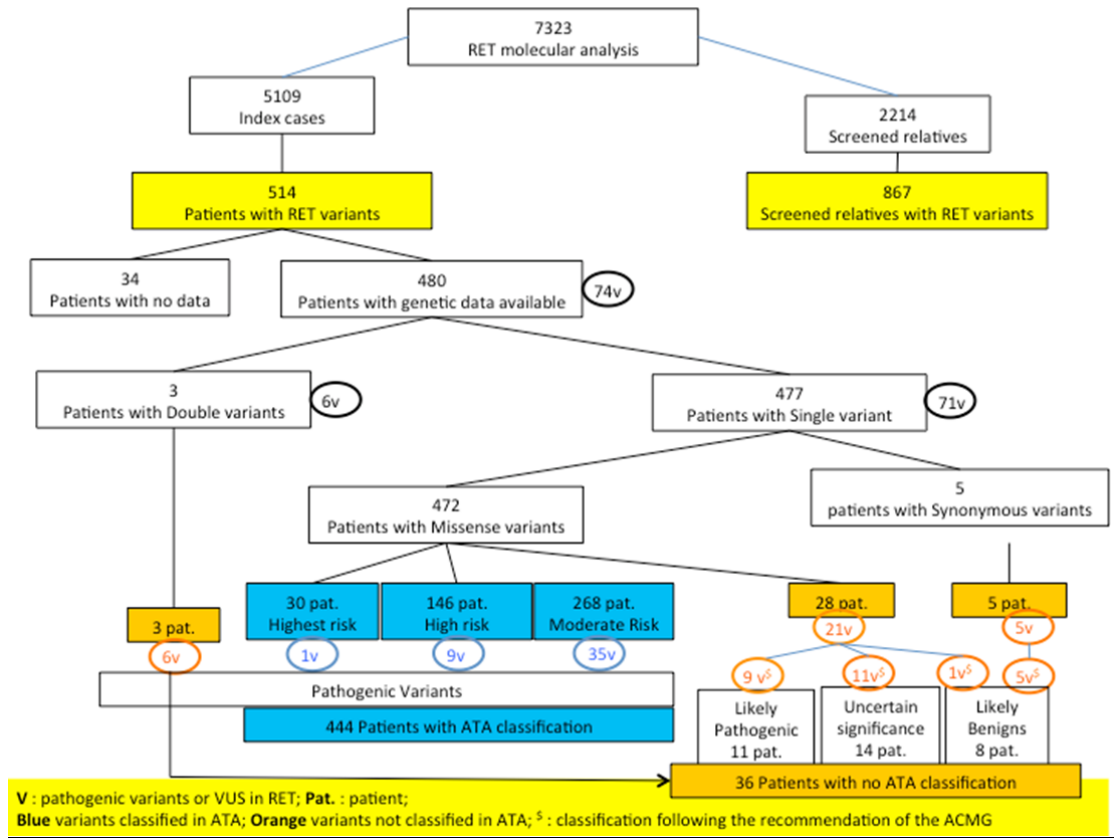 7323
RET molecular analysis
5109
Index cases
2214
Screened relatives
514
Patients with RET variants
867
Screened relatives with RET variants
34
Patients with no data
480
Patients with genetic data available
74v
3
Patients with Double variants
6v
477
Patients with Single variant
71v
472
Patients with Missense variants
5
patients with Synonymous variants
3 pat.
6v
30 pat.
Highest risk
1v
146 pat.
High risk
9v
268 pat.
Moderate Risk
35v
28 pat.
21v
5 pat.
5v
9 v$
11v$
1v$
5v$
Pathogenic Variants
444 Patients with ATA classification
Likely
Pathogenic
11 pat.
Uncertain
significance
14 pat.
Likely
Benigns
8 pat.
36 Patients with no ATA classification
V : pathogenic variants or VUS in RET; Pat. : patient;
Blue variants classified in ATA; Orange variants not classified in ATA; $ : classification following the recommendation of the ACMG